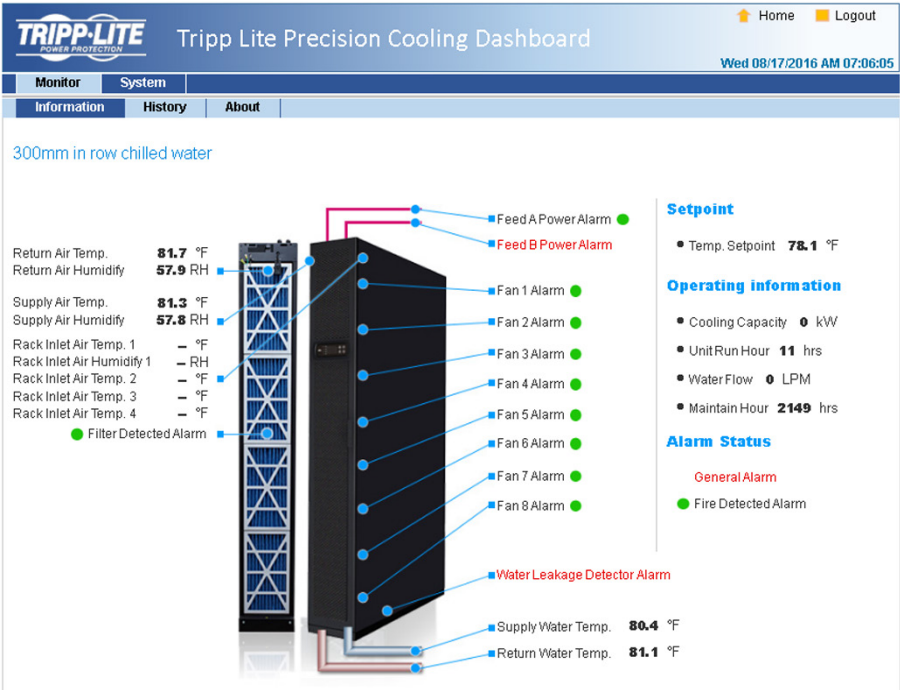 TRIPP·LITE
POWER PROTECTION
Tripp Lite Precision Cooling Dashboard
Home Logout
Wed 08/17/2016 AM 07:06:05
Monitor System
Information History About
300mm in row chilled water
Return Air Temp. 81.7 °F
Return Air Humidify 57.9 RH
Supply Air Temp. 81.3 °F
Supply Air Humidify 57.8 RH
Rack Inlet Air Temp. 1 – °F
Rack Inlet Air Humidify 1 – RH
Rack Inlet Air Temp. 2 – °F
Rack Inlet Air Temp. 3 – °F
Rack Inlet Air Temp. 4 – °F
Filter Detected Alarm
Feed A Power Alarm
Feed B Power Alarm
Fan 1 Alarm
Fan 2 Alarm
Fan 3 Alarm
Fan 4 Alarm
Fan 5 Alarm
Fan 6 Alarm
Fan 7 Alarm
Fan 8 Alarm
Water Leakage Detector Alarm
Supply Water Temp. 80.4 °F
Return Water Temp. 81.1 °F
Setpoint
Temp. Setpoint 78.1 °F
Operating information
Cooling Capacity 0 kW
Unit Run Hour 11 hrs
Water Flow 0 LPM
Maintain Hour 2149 hrs
Alarm Status
General Alarm
Fire Detected Alarm